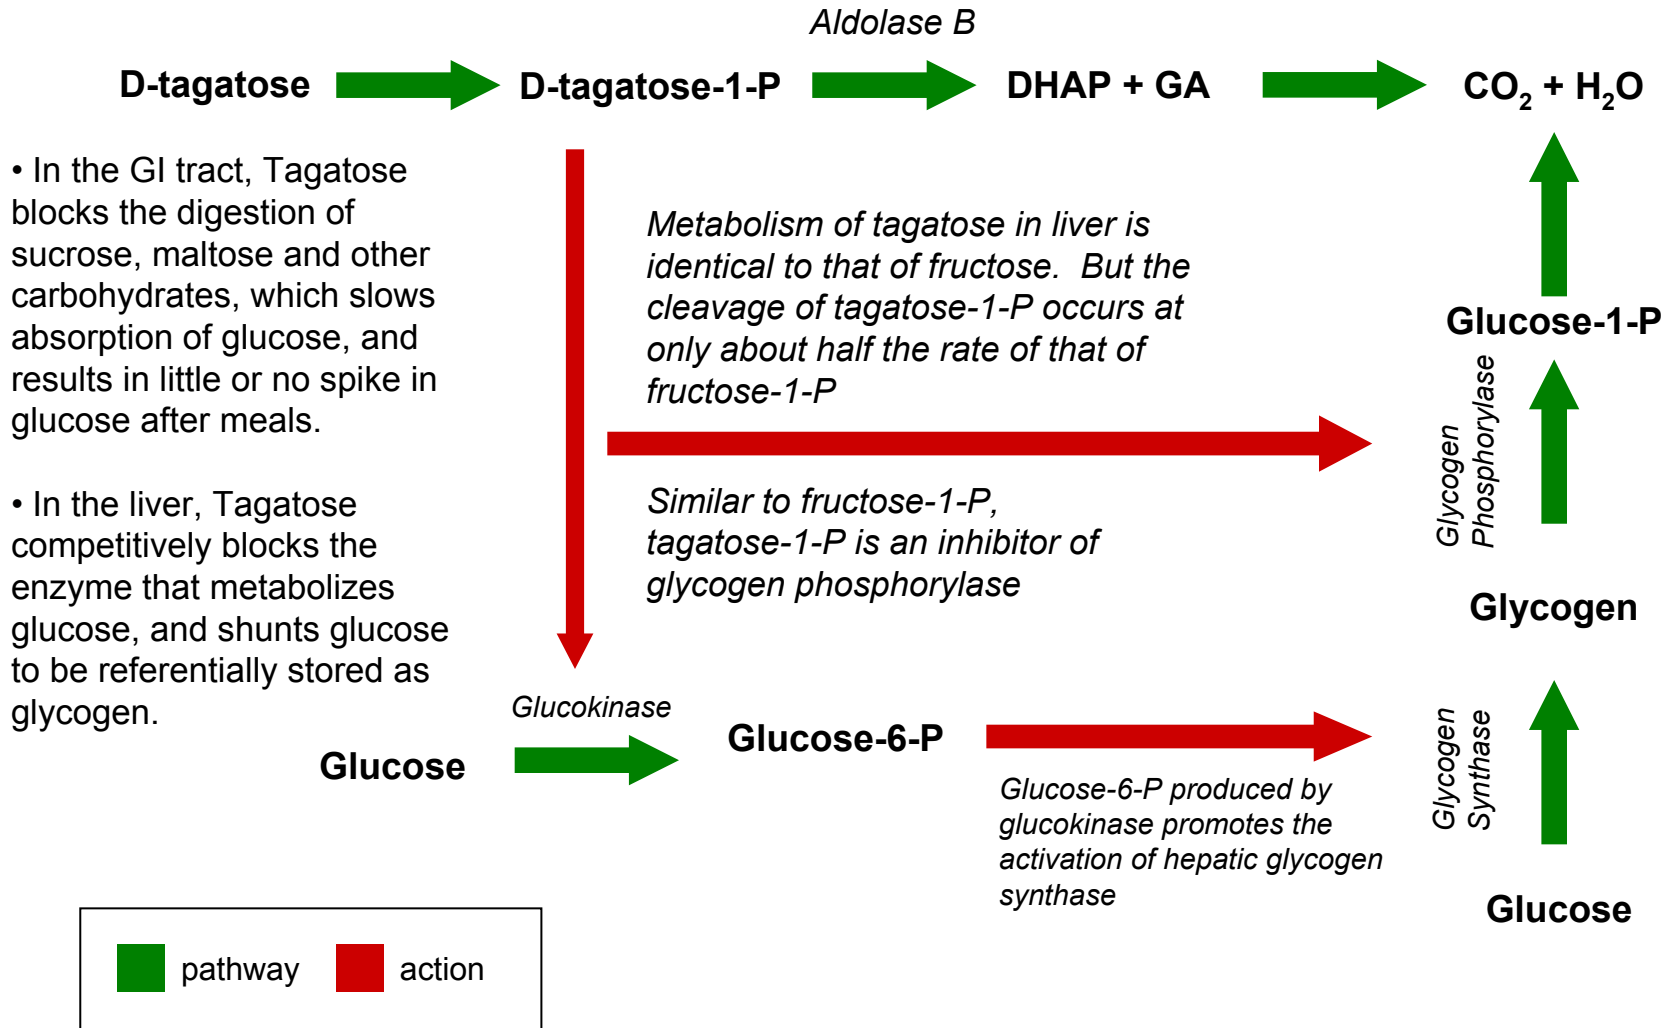 Aldolase B
D-tagatose
D-tagatose-1-P
DHAP + GA
CO₂ + H₂O
• In the GI tract, Tagatose
blocks the digestion of
sucrose, maltose and other
carbohydrates, which slows
absorption of glucose, and
results in little or no spike in
glucose after meals.
• In the liver, Tagatose
competitively blocks the
enzyme that metabolizes
glucose, and shunts glucose
to be referentially stored as
glycogen.
Metabolism of tagatose in liver is
identical to that of fructose. But the
cleavage of tagatose-1-P occurs at
only about half the rate of that of
fructose-1-P
Similar to fructose-1-P,
tagatose-1-P is an inhibitor of
glycogen phosphorylase
Glucose-1-P
Glycogen
Phosphorylase
Glycogen
Glucokinase
Glucose
Glucose-6-P
Glucose-6-P produced by
glucokinase promotes the
activation of hepatic glycogen
synthase
Glycogen
Synthase
Glucose
pathway
action